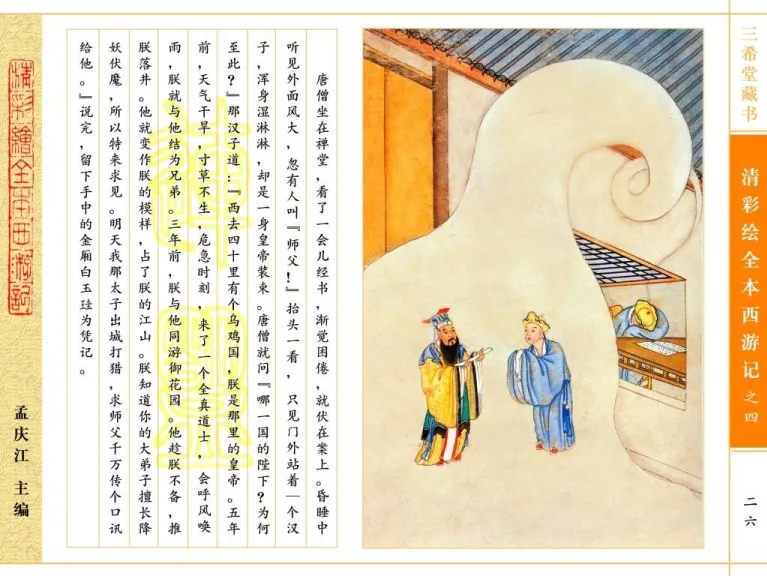 三希堂藏书
清彩绘全本西游记之四
二六
唐僧坐在禅堂，看了一会儿经书，渐觉困倦，就伏在案上。昏睡中
听见外面风大，忽有人叫『师父！』抬头一看，只见门外站着一个汉
子，浑身湿淋淋，却是一身皇帝装束。唐僧就问『哪一国的陛下？为何
至此？』那汉子道：『西去四十里有个乌鸡国，朕是那里的皇帝。五年
前，天气干旱，寸草不生，危急时刻，来了一个全真道士，会呼风唤
雨，朕就与他结为兄弟。三年前，朕与他同游御花园。他趁朕不备，推
朕落井。他就变作朕的模样，占了朕的江山。朕知道你的大弟子擅长降
妖伏魔，所以特来求见。明天我那太子出城打猎，求师父千万传个口讯
给他。』说完，留下手中的金厢白玉珪为凭记。
清彩繪全本西游記
孟庆江 主编